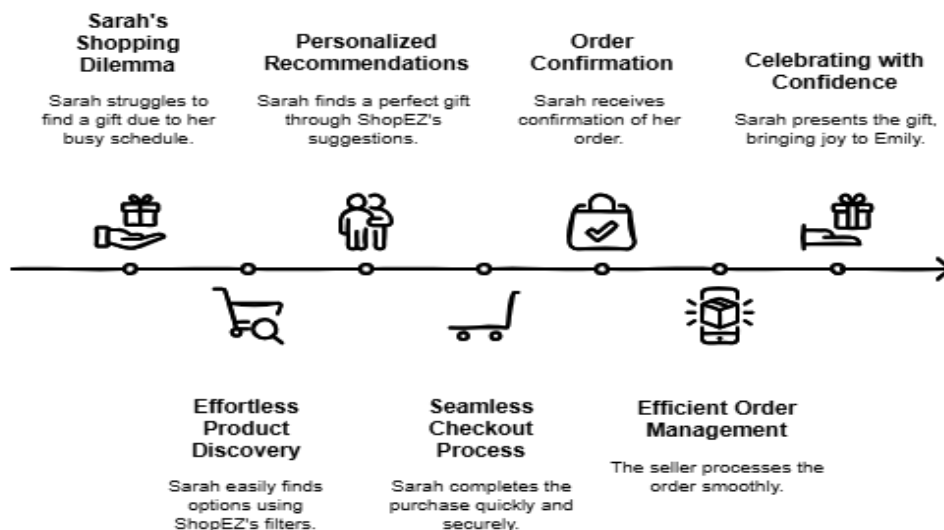 Sarah's
Shopping
Dilemma
Sarah struggles to
find a gift due to her
busy schedule.
Effortless
Product
Discovery
Sarah easily finds
options using
ShopEZ's filters.
Personalized
Recommendations
Sarah finds a perfect gift
through ShopEZ's
suggestions.
Seamless
Checkout
Process
Sarah completes the
purchase quickly and
securely.
Order
Confirmation
Sarah receives
confirmation of her
order.
Efficient Order
Management
The seller processes the
order smoothly.
Celebrating with
Confidence
Sarah presents the gift,
bringing joy to Emily.